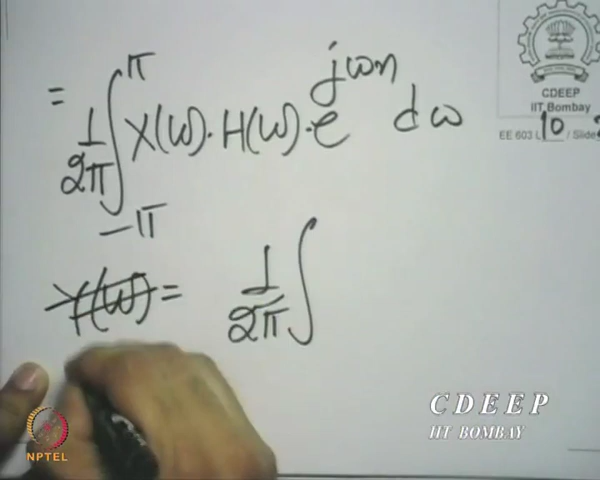 = 1/2π ∫_{-π}^{π} X(ω)·H(ω)·e^{jωn} dω
Y(ω) = 1/2π ∫
CDEEP
IIT Bombay
EE 603 L 10 / Slide
CDEEP
IIT BOMBAY
NPTEL